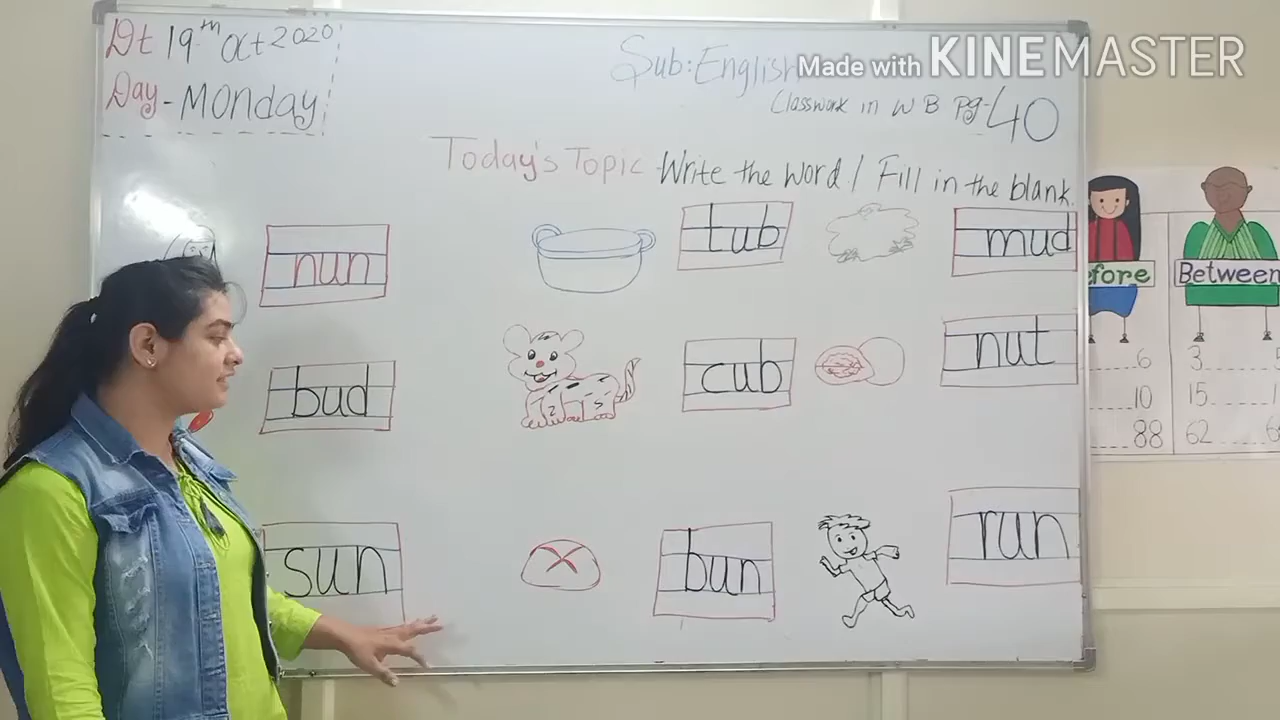 Dt 19th Oct 2020
Day - Monday
Sub: English
Made with KINEMASTER
Classwork in W B Pg-40
Today's Topic Write the word / Fill in the blank.
nun
tub
mud
bud
cub
nut
sun
bun
run
efore
Between
6
3
10
15
1
88
62
6